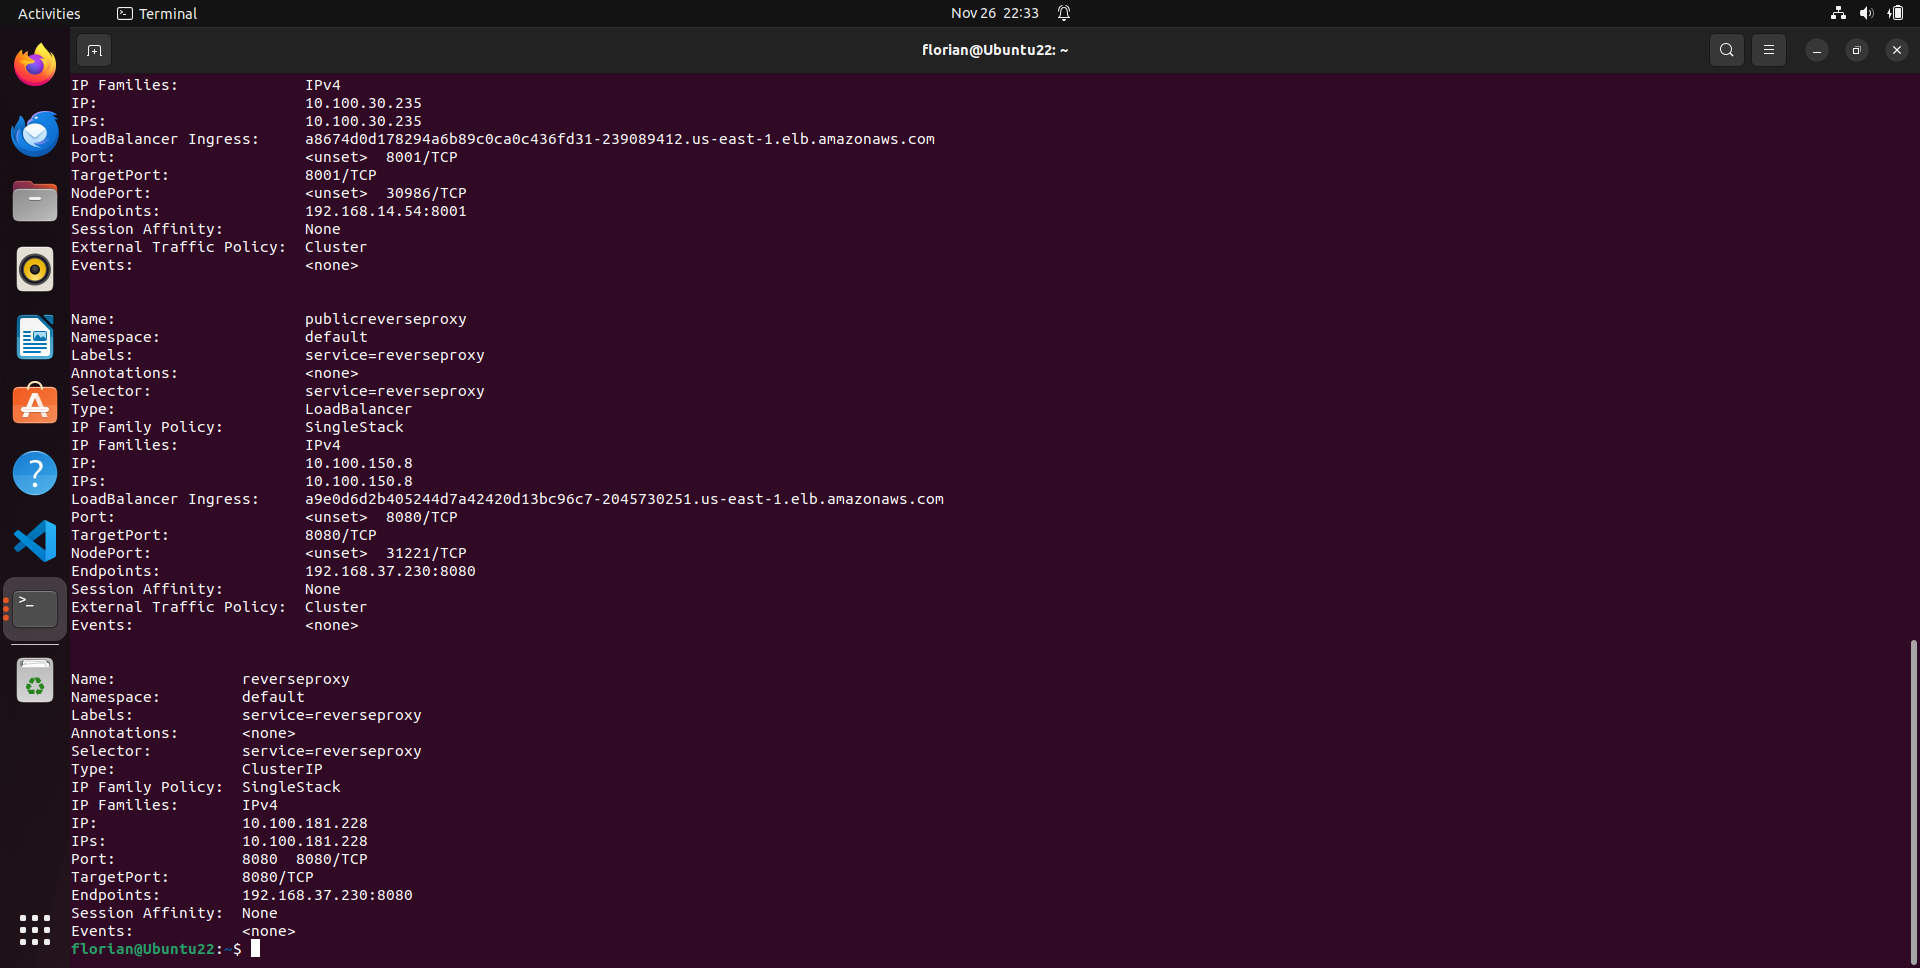 Activities Terminal Nov 26 22:33
florian@Ubuntu22: ~
IP Families: IPv4
IP: 10.100.30.235
IPs: 10.100.30.235
LoadBalancer Ingress: a8674d0d178294a6b89c0ca0c436fd31-239089412.us-east-1.elb.amazonaws.com
Port: <unset> 8001/TCP
TargetPort: 8001/TCP
NodePort: <unset> 30986/TCP
Endpoints: 192.168.14.54:8001
Session Affinity: None
External Traffic Policy: Cluster
Events: <none>
Name: publicreverseproxy
Namespace: default
Labels: service=reverseproxy
Annotations: <none>
Selector: service=reverseproxy
Type: LoadBalancer
IP Family Policy: SingleStack
IP Families: IPv4
IP: 10.100.150.8
IPs: 10.100.150.8
LoadBalancer Ingress: a9e0d6d2b405244d7a42420d13bc96c7-2045730251.us-east-1.elb.amazonaws.com
Port: <unset> 8080/TCP
TargetPort: 8080/TCP
NodePort: <unset> 31221/TCP
Endpoints: 192.168.37.230:8080
Session Affinity: None
External Traffic Policy: Cluster
Events: <none>
Name: reverseproxy
Namespace: default
Labels: service=reverseproxy
Annotations: <none>
Selector: service=reverseproxy
Type: ClusterIP
IP Family Policy: SingleStack
IP Families: IPv4
IP: 10.100.181.228
IPs: 10.100.181.228
Port: 8080 8080/TCP
TargetPort: 8080/TCP
Endpoints: 192.168.37.230:8080
Session Affinity: None
Events: <none>
florian@Ubuntu22:~$